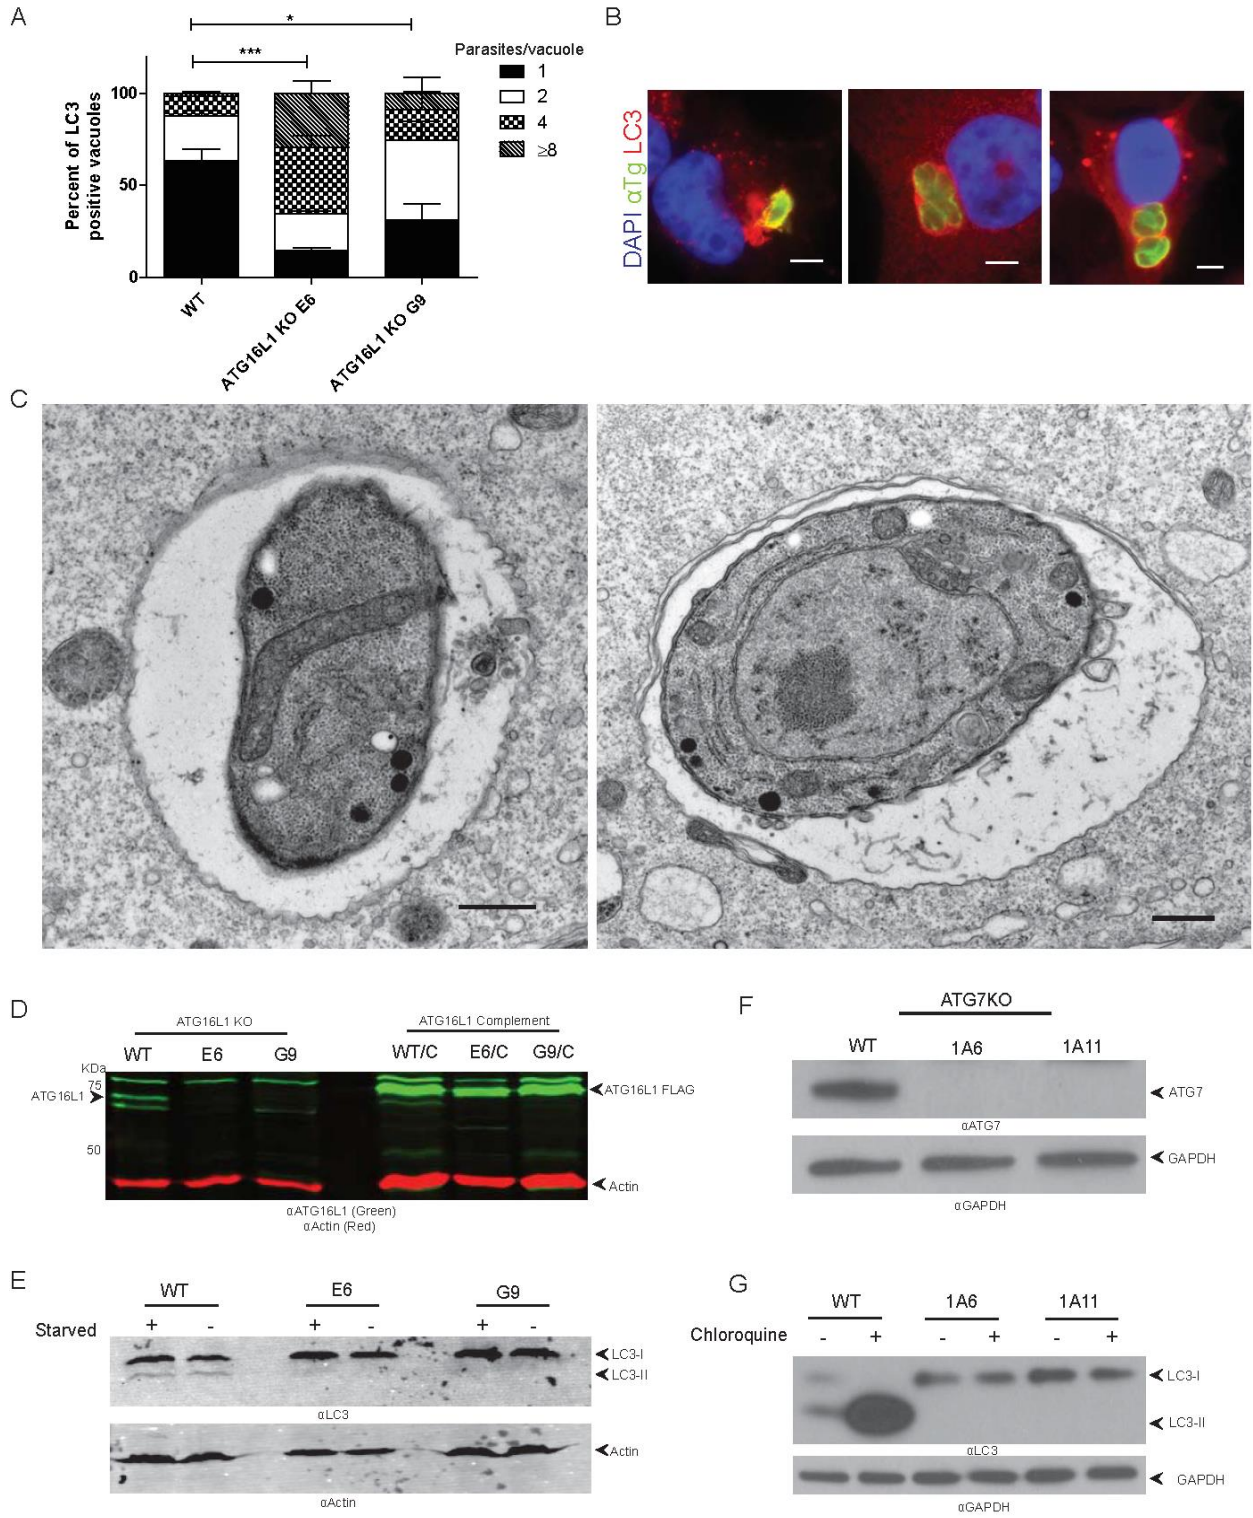 A
*
***
Parasites/vacuole
1
2
4
≥8
Percent of LC3
positive vacuoles
100
50
0
WT
ATG16L1 KO E6
ATG16L1 KO G9
B
DAPI αTg LC3
C
D
ATG16L1 KO
ATG16L1 Complement
WT E6 G9 WT/C E6/C G9/C
KDa
75
ATG16L1
ATG16L1 FLAG
50
Actin
αATG16L1 (Green)
αActin (Red)
E
WT E6 G9
Starved + - + - + -
LC3-I
LC3-II
αLC3
Actin
αActin
F
ATG7KO
WT 1A6 1A11
ATG7
αATG7
GAPDH
αGAPDH
G
WT 1A6 1A11
Chloroquine - + - + - +
LC3-I
LC3-II
αLC3
GAPDH
αGAPDH